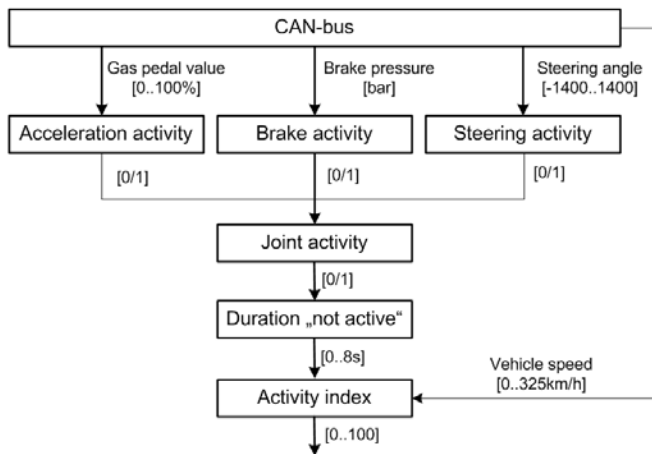 CAN-bus
Gas pedal value
[0..100%]
Brake pressure
[bar]
Steering angle
[-1400..1400]
Acceleration activity
Brake activity
Steering activity
[0/1]
[0/1]
[0/1]
Joint activity
[0/1]
Duration „not active“
[0..8s]
Vehicle speed
[0..325km/h]
Activity index
[0..100]